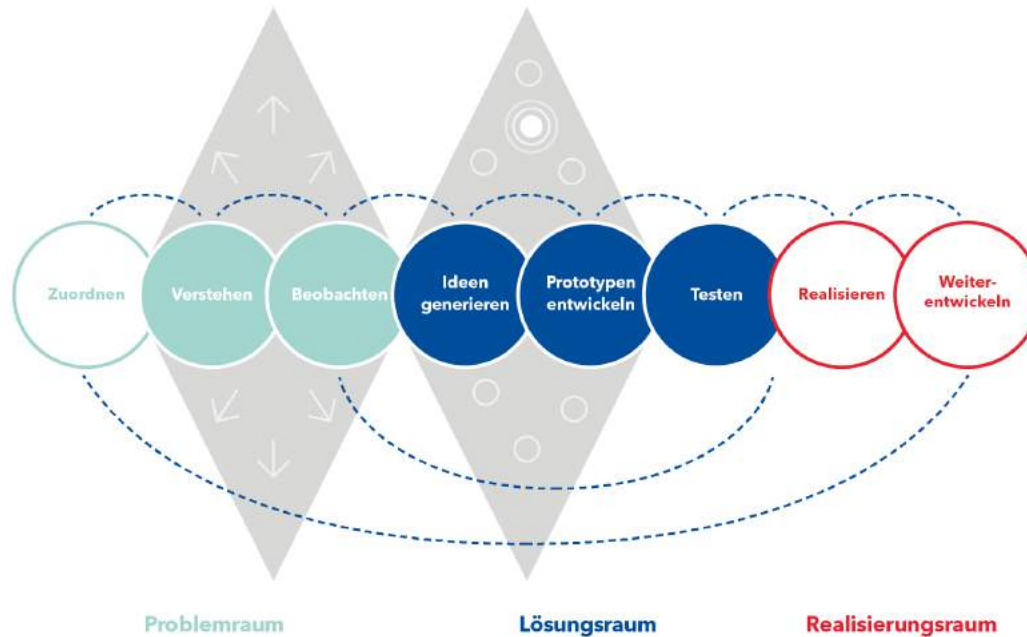 Zuordnen
Verstehen
Beobachten
Ideen
generieren
Prototypen
entwickeln
Testen
Realisieren
Weiter-
entwickeln
Problemraum
Lösungsraum
Realisierungsraum